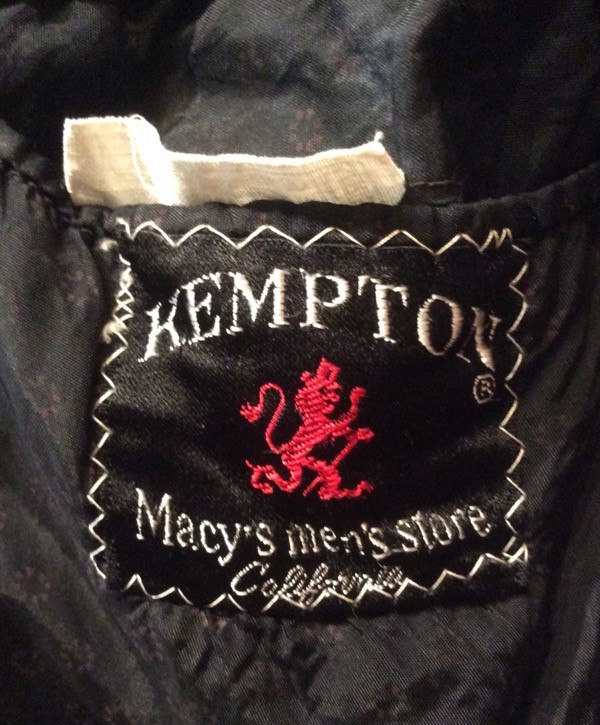 KEMPTON
®
Macy's men's store
California